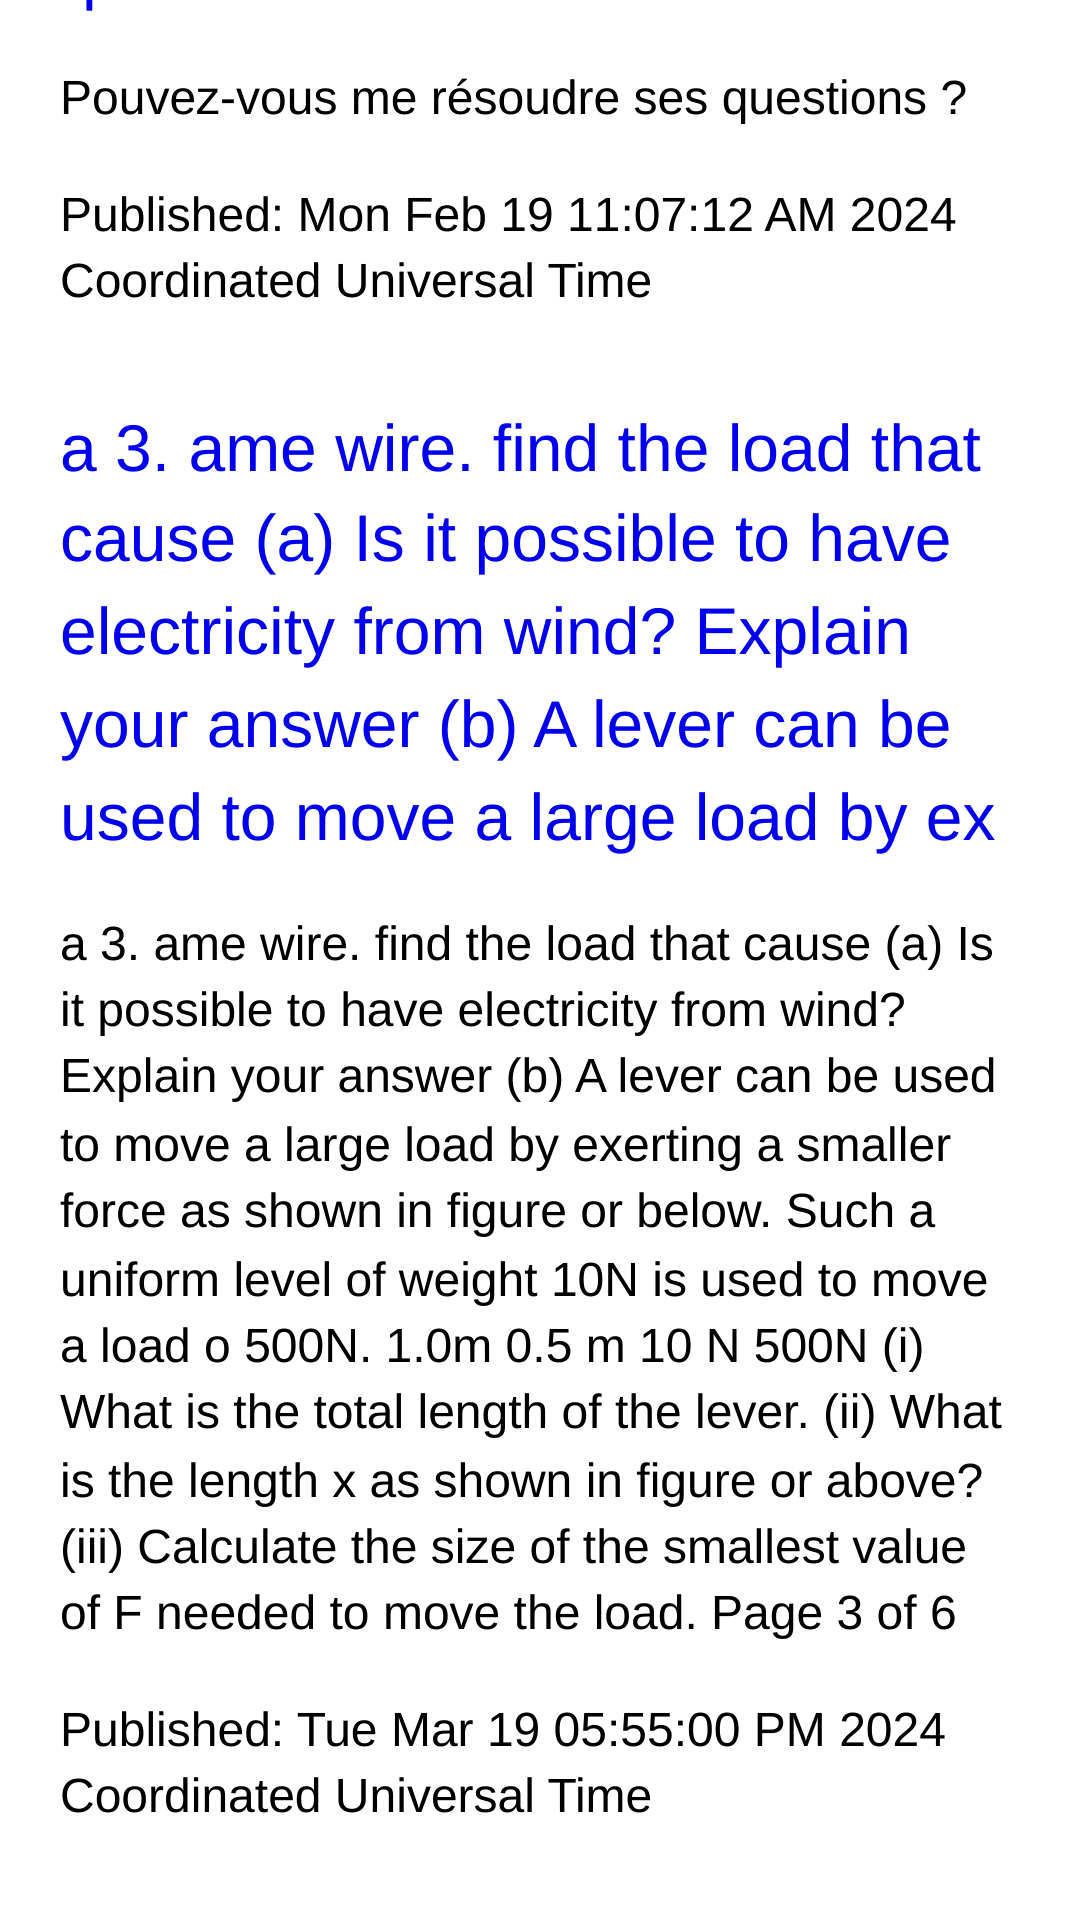 Pouvez-vous me résoudre ses questions ?
Published: Mon Feb 19 11:07:12 AM 2024
Coordinated Universal Time
a 3. ame wire. find the load that
cause (a) Is it possible to have
electricity from wind? Explain
your answer (b) A lever can be
used to move a large load by ex
a 3. ame wire. find the load that cause (a) Is
it possible to have electricity from wind?
Explain your answer (b) A lever can be used
to move a large load by exerting a smaller
force as shown in figure or below. Such a
uniform level of weight 10N is used to move
a load o 500N. 1.0m 0.5 m 10 N 500N (i)
What is the total length of the lever. (ii) What
is the length x as shown in figure or above?
(iii) Calculate the size of the smallest value
of F needed to move the load. Page 3 of 6
Published: Tue Mar 19 05:55:00 PM 2024
Coordinated Universal Time